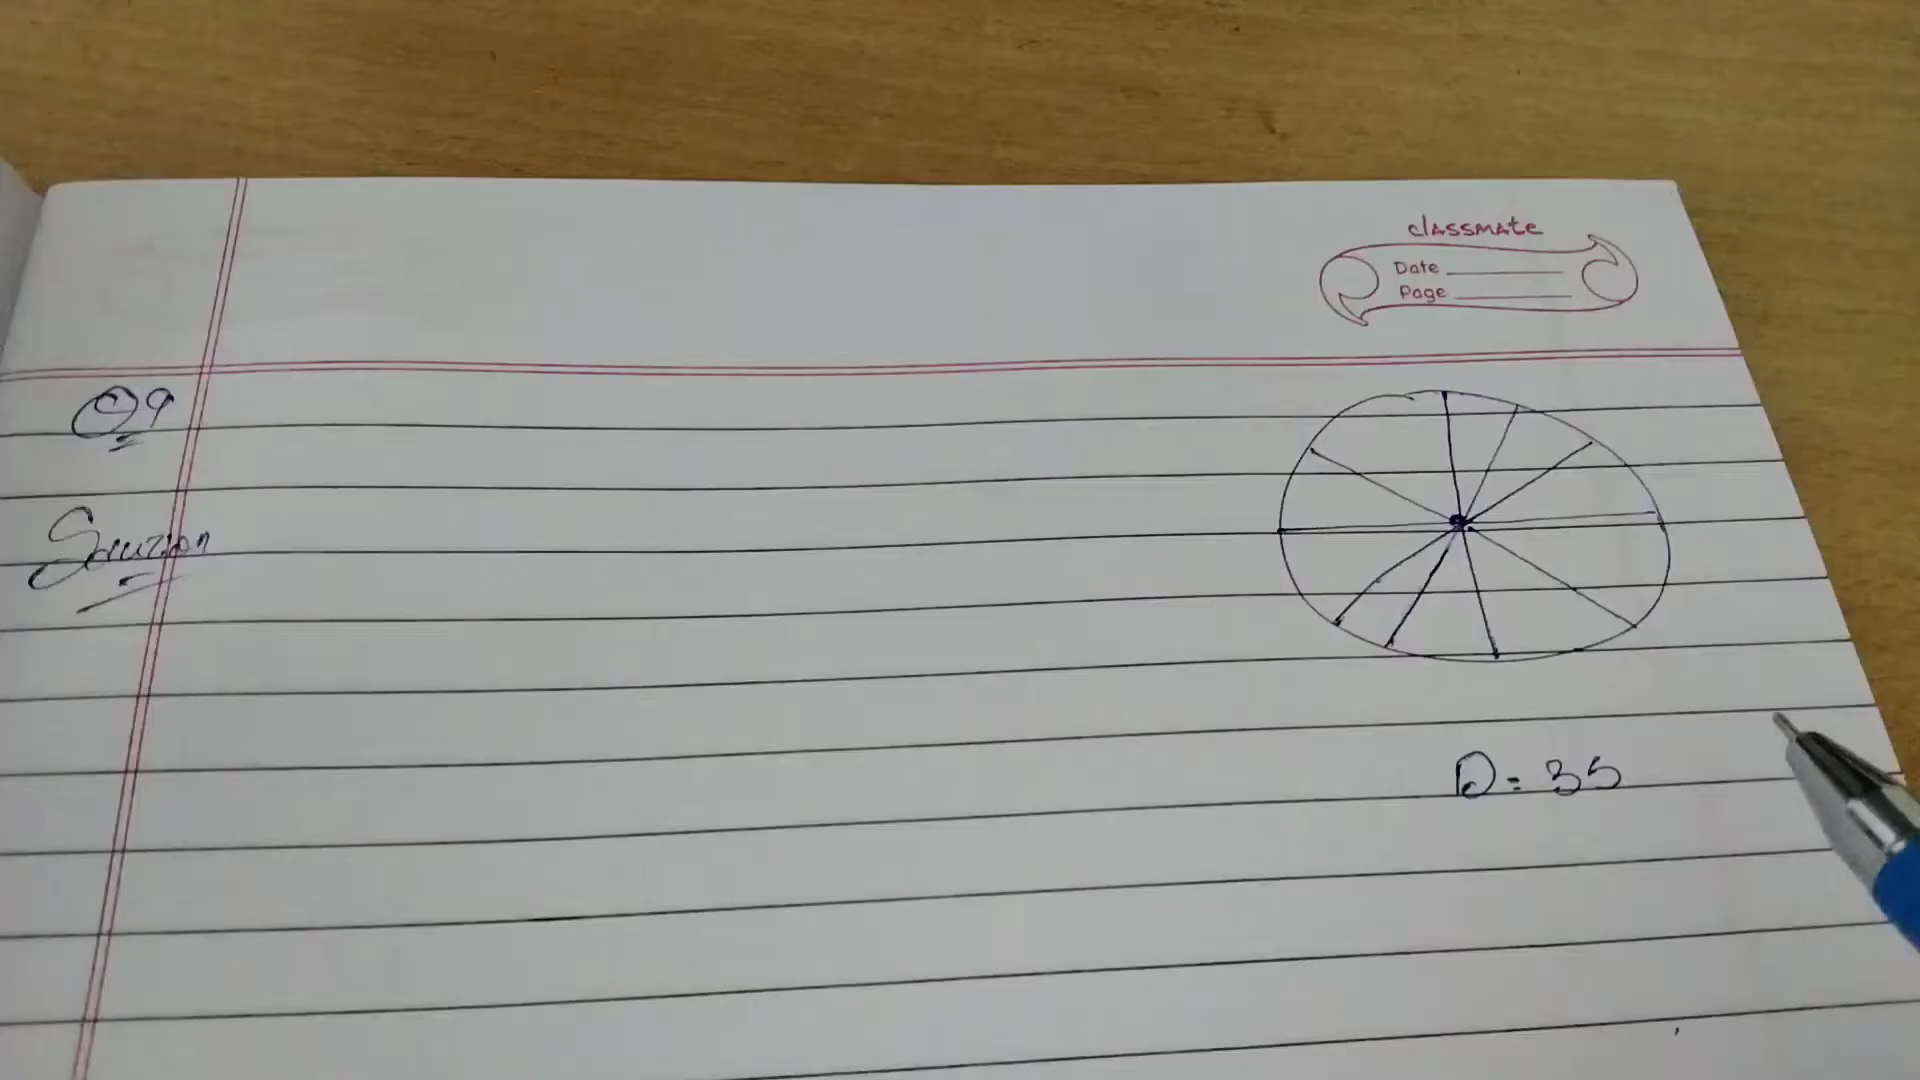 classmate
Date
Page
Q9
Solution
D = 35